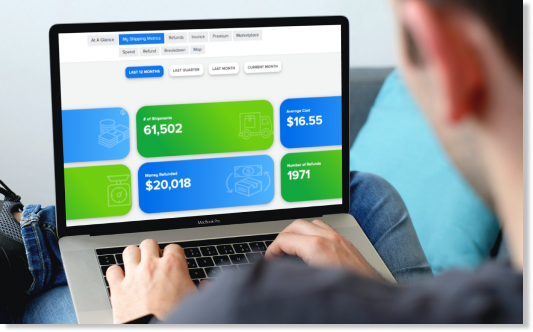 At A Glance My Shipping Metrics Refunds Invoice Premium Marketplace
Spend Refund Breakdown Map
LAST 12 MONTHS LAST QUARTER LAST MONTH CURRENT MONTH
# of Shipments
61,502
Average Cost
$16.55
Money Refunded
$20,018
Number of Refunds
1971
MacBook Pro